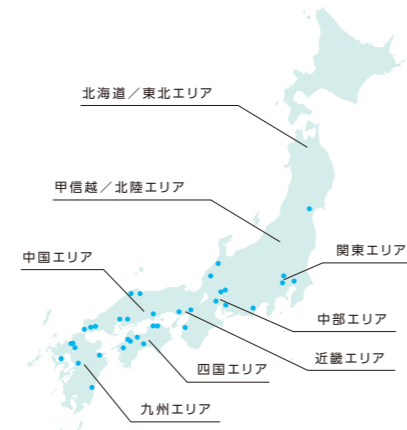 北海道／東北エリア
甲信越／北陸エリア
関東エリア
中国エリア
中部エリア
近畿エリア
四国エリア
九州エリア